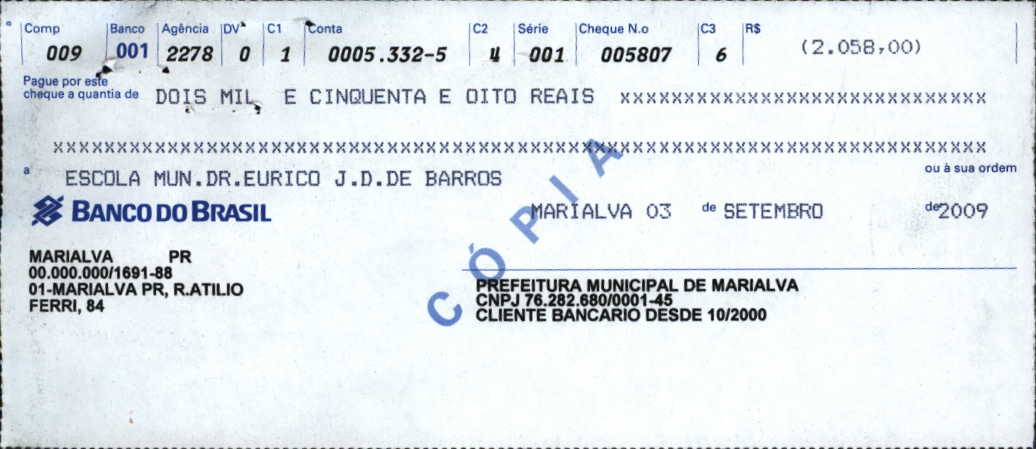 Comp Banco Agência DV C1 Conta C2 Série Cheque N.o C3 R$
009 001 2278 0 1 0005.332-5 4 001 005807 6 (2.058,00)
Pague por este
cheque a quantia de DOIS MIL E CINQUENTA E OITO REAIS XXXXXXXXXXXXXXXXXXXXXXXXXXXXXXXXXX
XXXXXXXXXXXXXXXXXXXXXXXXXXXXXXXXXXXXXXXXXXXXXXXXXXXXXXXXXXXXXXXXXXXXXXXXXXXXXXXXXXXXXXX
a ESCOLA MUN.DR.EURICO J.D.DE BARROS ou à sua ordem
BANCO DO BRASIL MARIALVA 03 de SETEMBRO de 2009
CÓPIA
MARIALVA PR
00.000.000/1691-88
01-MARIALVA PR, R.ATILIO
FERRI, 84
PREFEITURA MUNICIPAL DE MARIALVA
CNPJ 76.282.680/0001-45
CLIENTE BANCARIO DESDE 10/2000